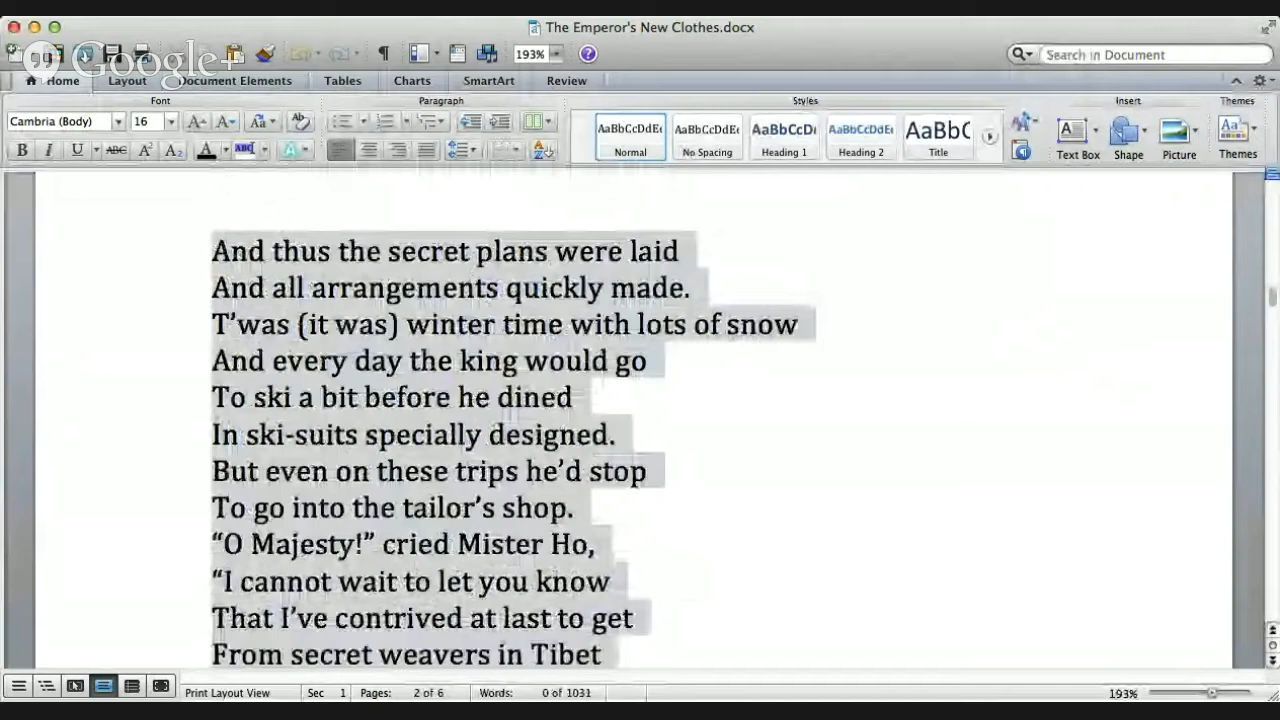 The Emperor's New Clothes.docx
Google+
193%
Search in Document
Home Layout Document Elements Tables Charts SmartArt Review
Font Paragraph Styles Insert Themes
Cambria (Body) 16
AaBbCcDdEe AaBbCcDdEe AaBbCcDc AaBbCcDdEe AaBbC
Normal No Spacing Heading 1 Heading 2 Title Text Box Shape Picture Themes
And thus the secret plans were laid
And all arrangements quickly made.
T’was (it was) winter time with lots of snow
And every day the king would go
To ski a bit before he dined
In ski-suits specially designed.
But even on these trips he’d stop
To go into the tailor’s shop.
“O Majesty!” cried Mister Ho,
“I cannot wait to let you know
That I’ve contrived at last to get
From secret weavers in Tibet
Print Layout View Sec 1 Pages: 2 of 6 Words: 0 of 1031 193%